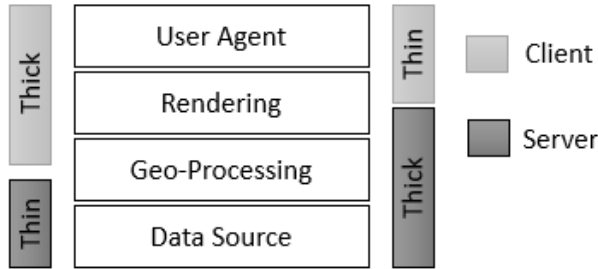 Thick
Thin
User Agent
Rendering
Geo-Processing
Data Source
Thin
Thick
Client
Server